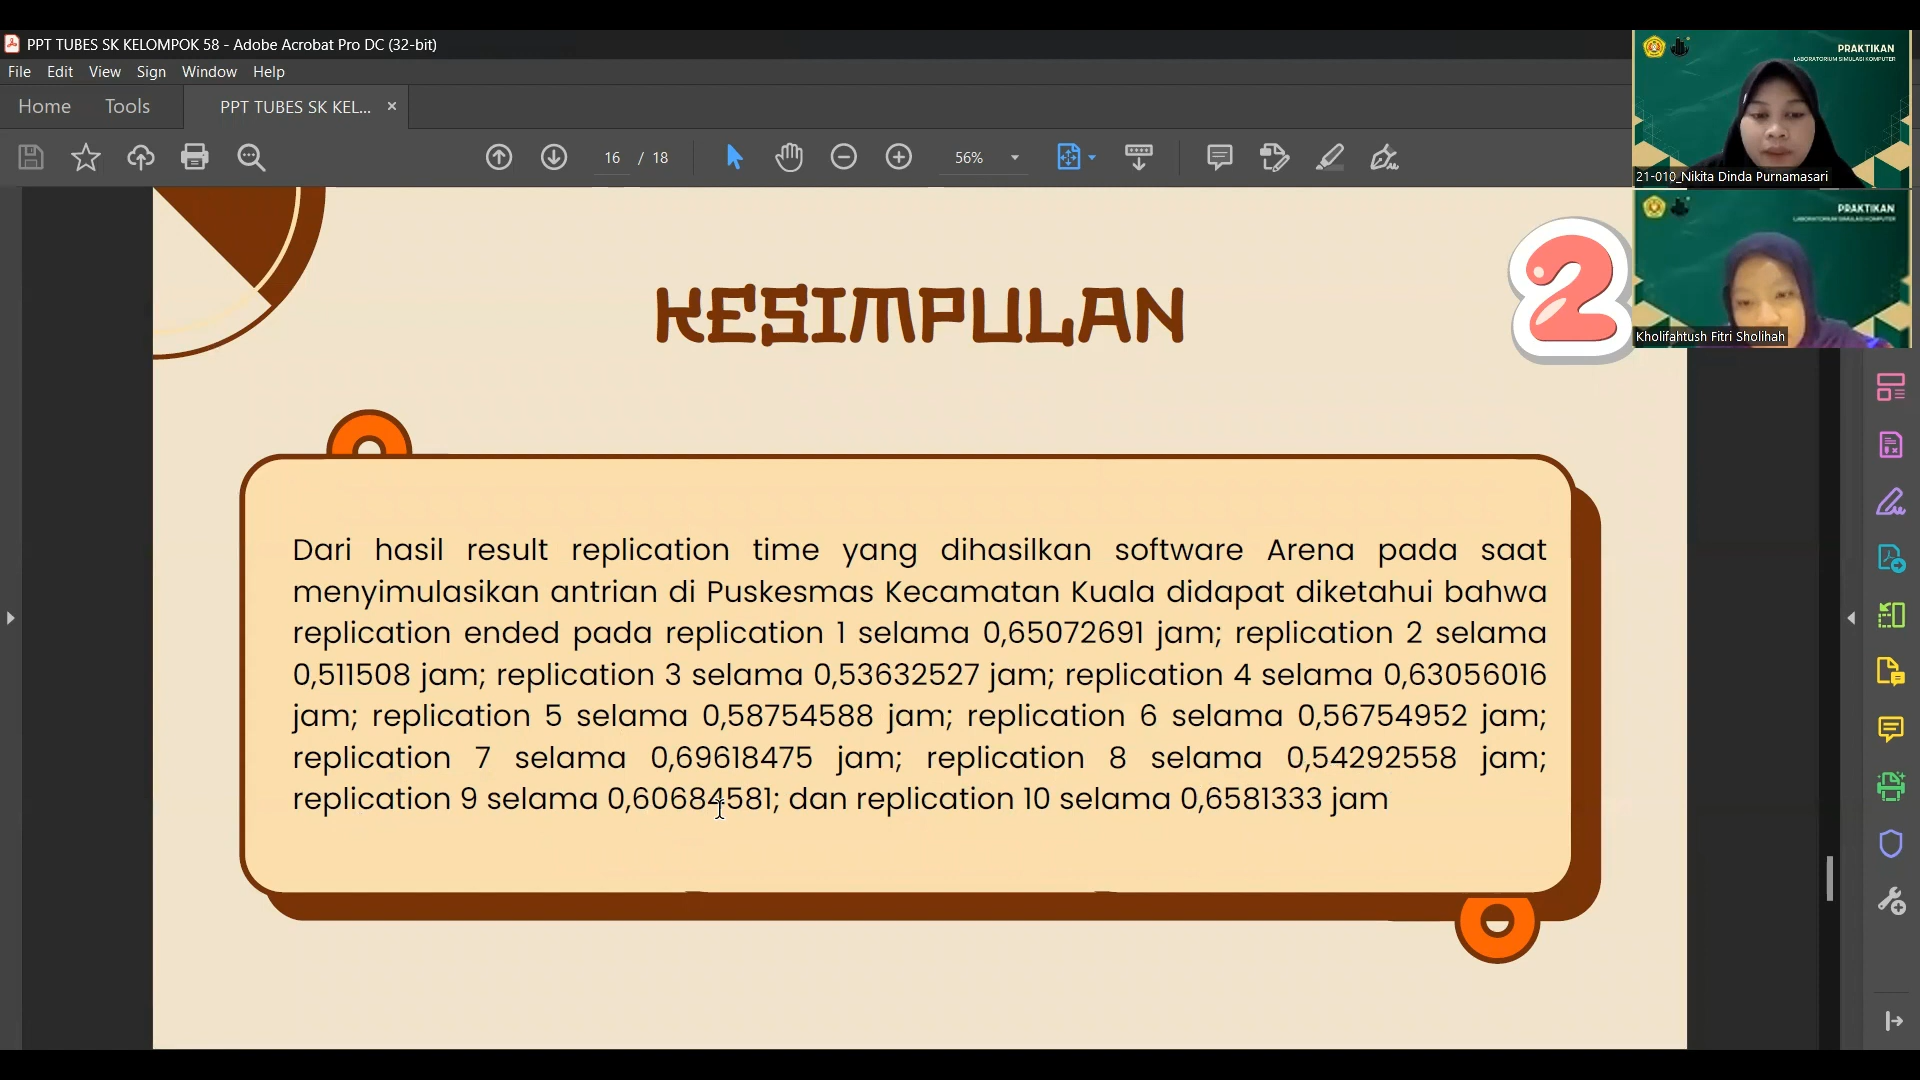 PPT TUBES SK KELOMPOK 58 - Adobe Acrobat Pro DC (32-bit)
File Edit View Sign Window Help
Home Tools PPT TUBES SK KEL... ×
16 / 18 56%
PRAKTIKAN
LABORATORIUM SIMULASI KOMPUTER
21-010_Nikita Dinda Purnamasari
PRAKTIKAN
LABORATORIUM SIMULASI KOMPUTER
Kholifahtush Fitri Sholihah
KESIMPULAN
2
Dari hasil result replication time yang dihasilkan software Arena pada saat
menyimulasikan antrian di Puskesmas Kecamatan Kuala didapat diketahui bahwa
replication ended pada replication 1 selama 0,65072691 jam; replication 2 selama
0,511508 jam; replication 3 selama 0,53632527 jam; replication 4 selama 0,63056016
jam; replication 5 selama 0,58754588 jam; replication 6 selama 0,56754952 jam;
replication 7 selama 0,69618475 jam; replication 8 selama 0,54292558 jam;
replication 9 selama 0,60684581; dan replication 10 selama 0,6581333 jam